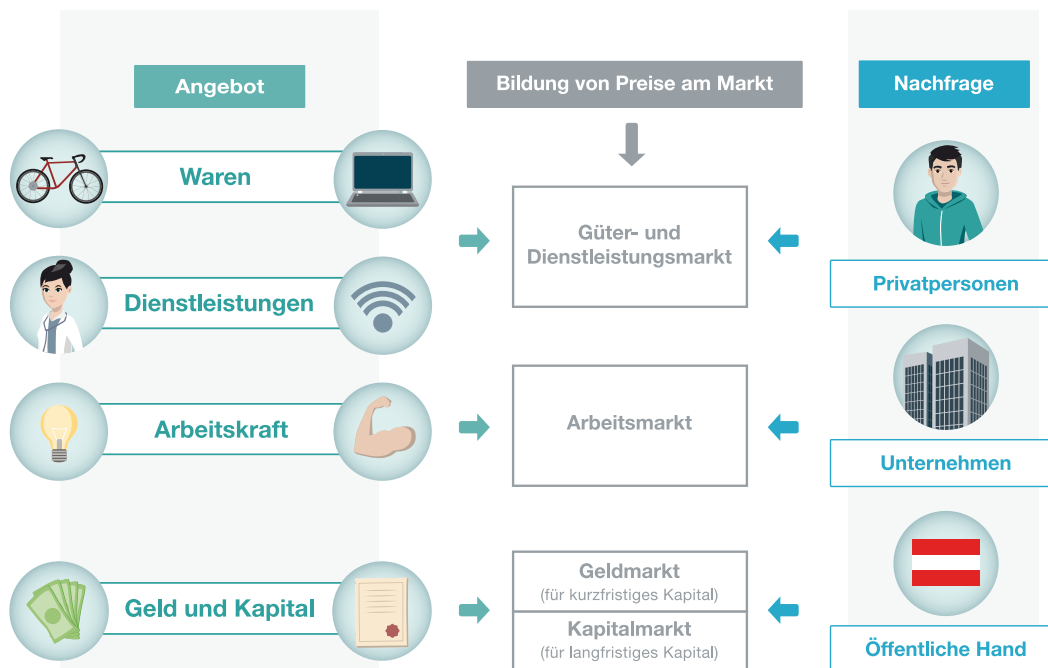 Angebot
Bildung von Preise am Markt
Nachfrage
Waren
Güter- und
Dienstleistungsmarkt
Privatpersonen
Dienstleistungen
Arbeitskraft
Arbeitsmarkt
Unternehmen
Geld und Kapital
Geldmarkt
(für kurzfristiges Kapital)
Kapitalmarkt
(für langfristiges Kapital)
Öffentliche Hand